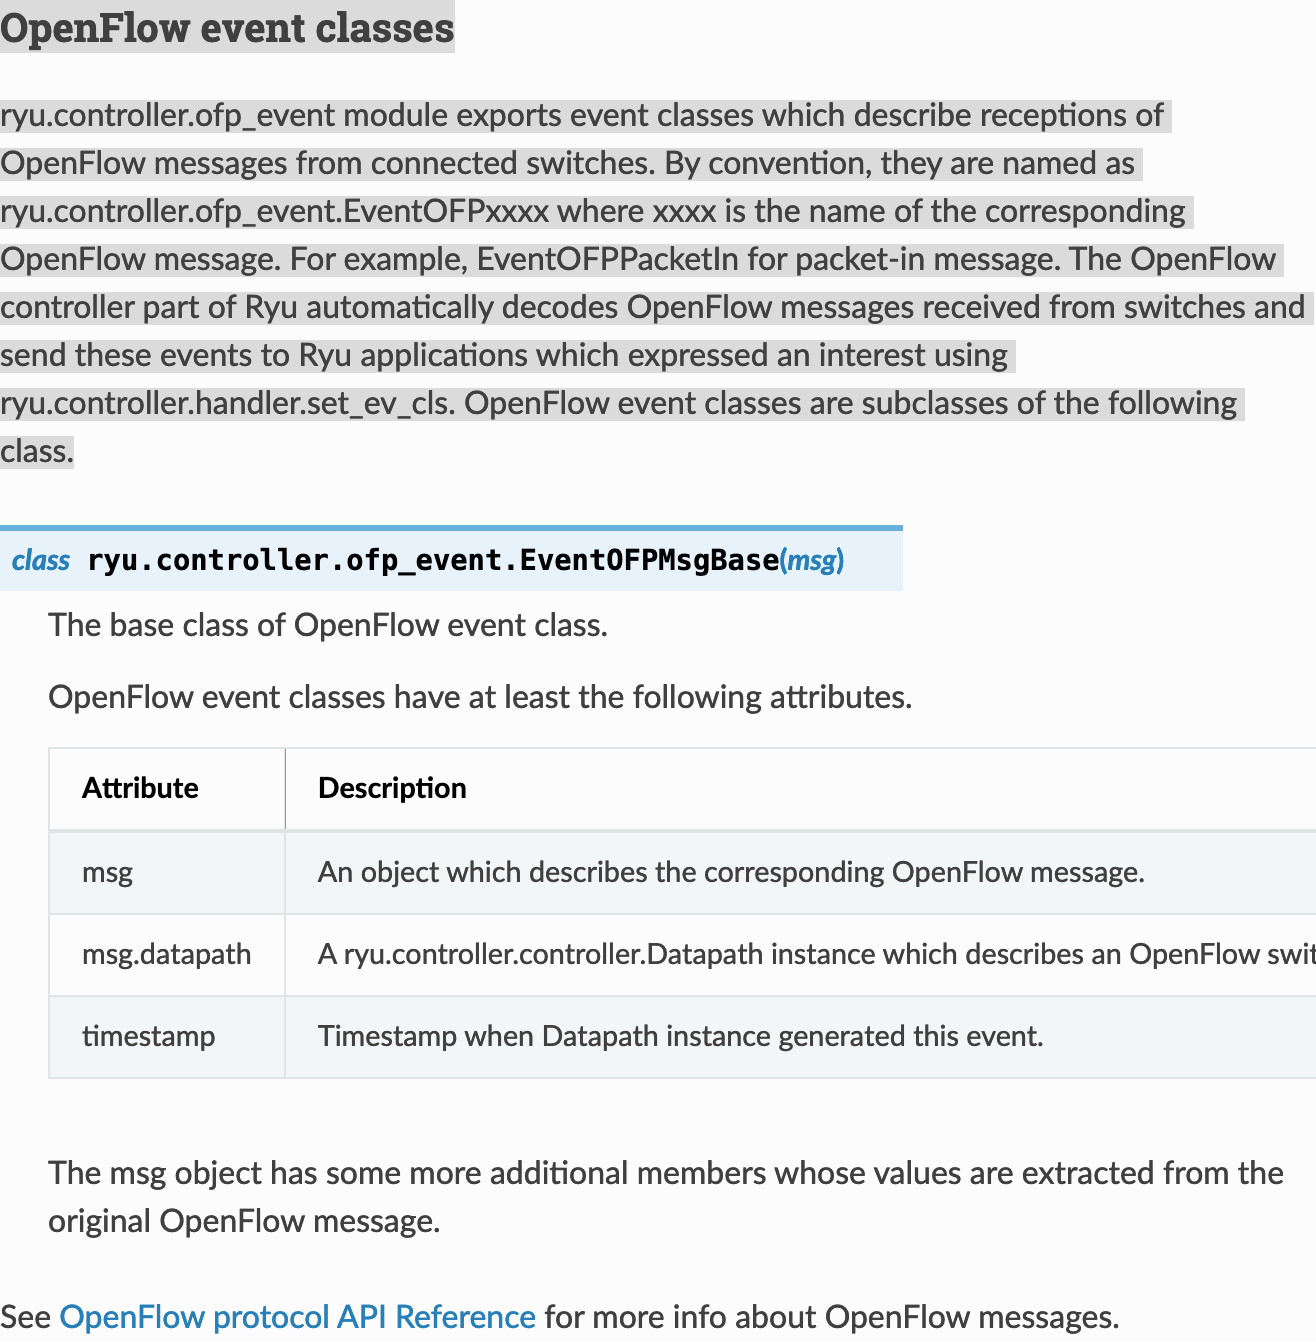 OpenFlow event classes
ryu.controller.ofp_event module exports event classes which describe receptions of
OpenFlow messages from connected switches. By convention, they are named as
ryu.controller.ofp_event.EventOFPxxxx where xxxx is the name of the corresponding
OpenFlow message. For example, EventOFPPacketIn for packet-in message. The OpenFlow
controller part of Ryu automatically decodes OpenFlow messages received from switches and
send these events to Ryu applications which expressed an interest using
ryu.controller.handler.set_ev_cls. OpenFlow event classes are subclasses of the following
class.
class ryu.controller.ofp_event.EventOFPMsgBase(msg)
The base class of OpenFlow event class.
OpenFlow event classes have at least the following attributes.
Attribute Description
msg An object which describes the corresponding OpenFlow message.
msg.datapath A ryu.controller.controller.Datapath instance which describes an OpenFlow
timestamp Timestamp when Datapath instance generated this event.
The msg object has some more additional members whose values are extracted from the
original OpenFlow message.
See OpenFlow protocol API Reference for more info about OpenFlow messages.